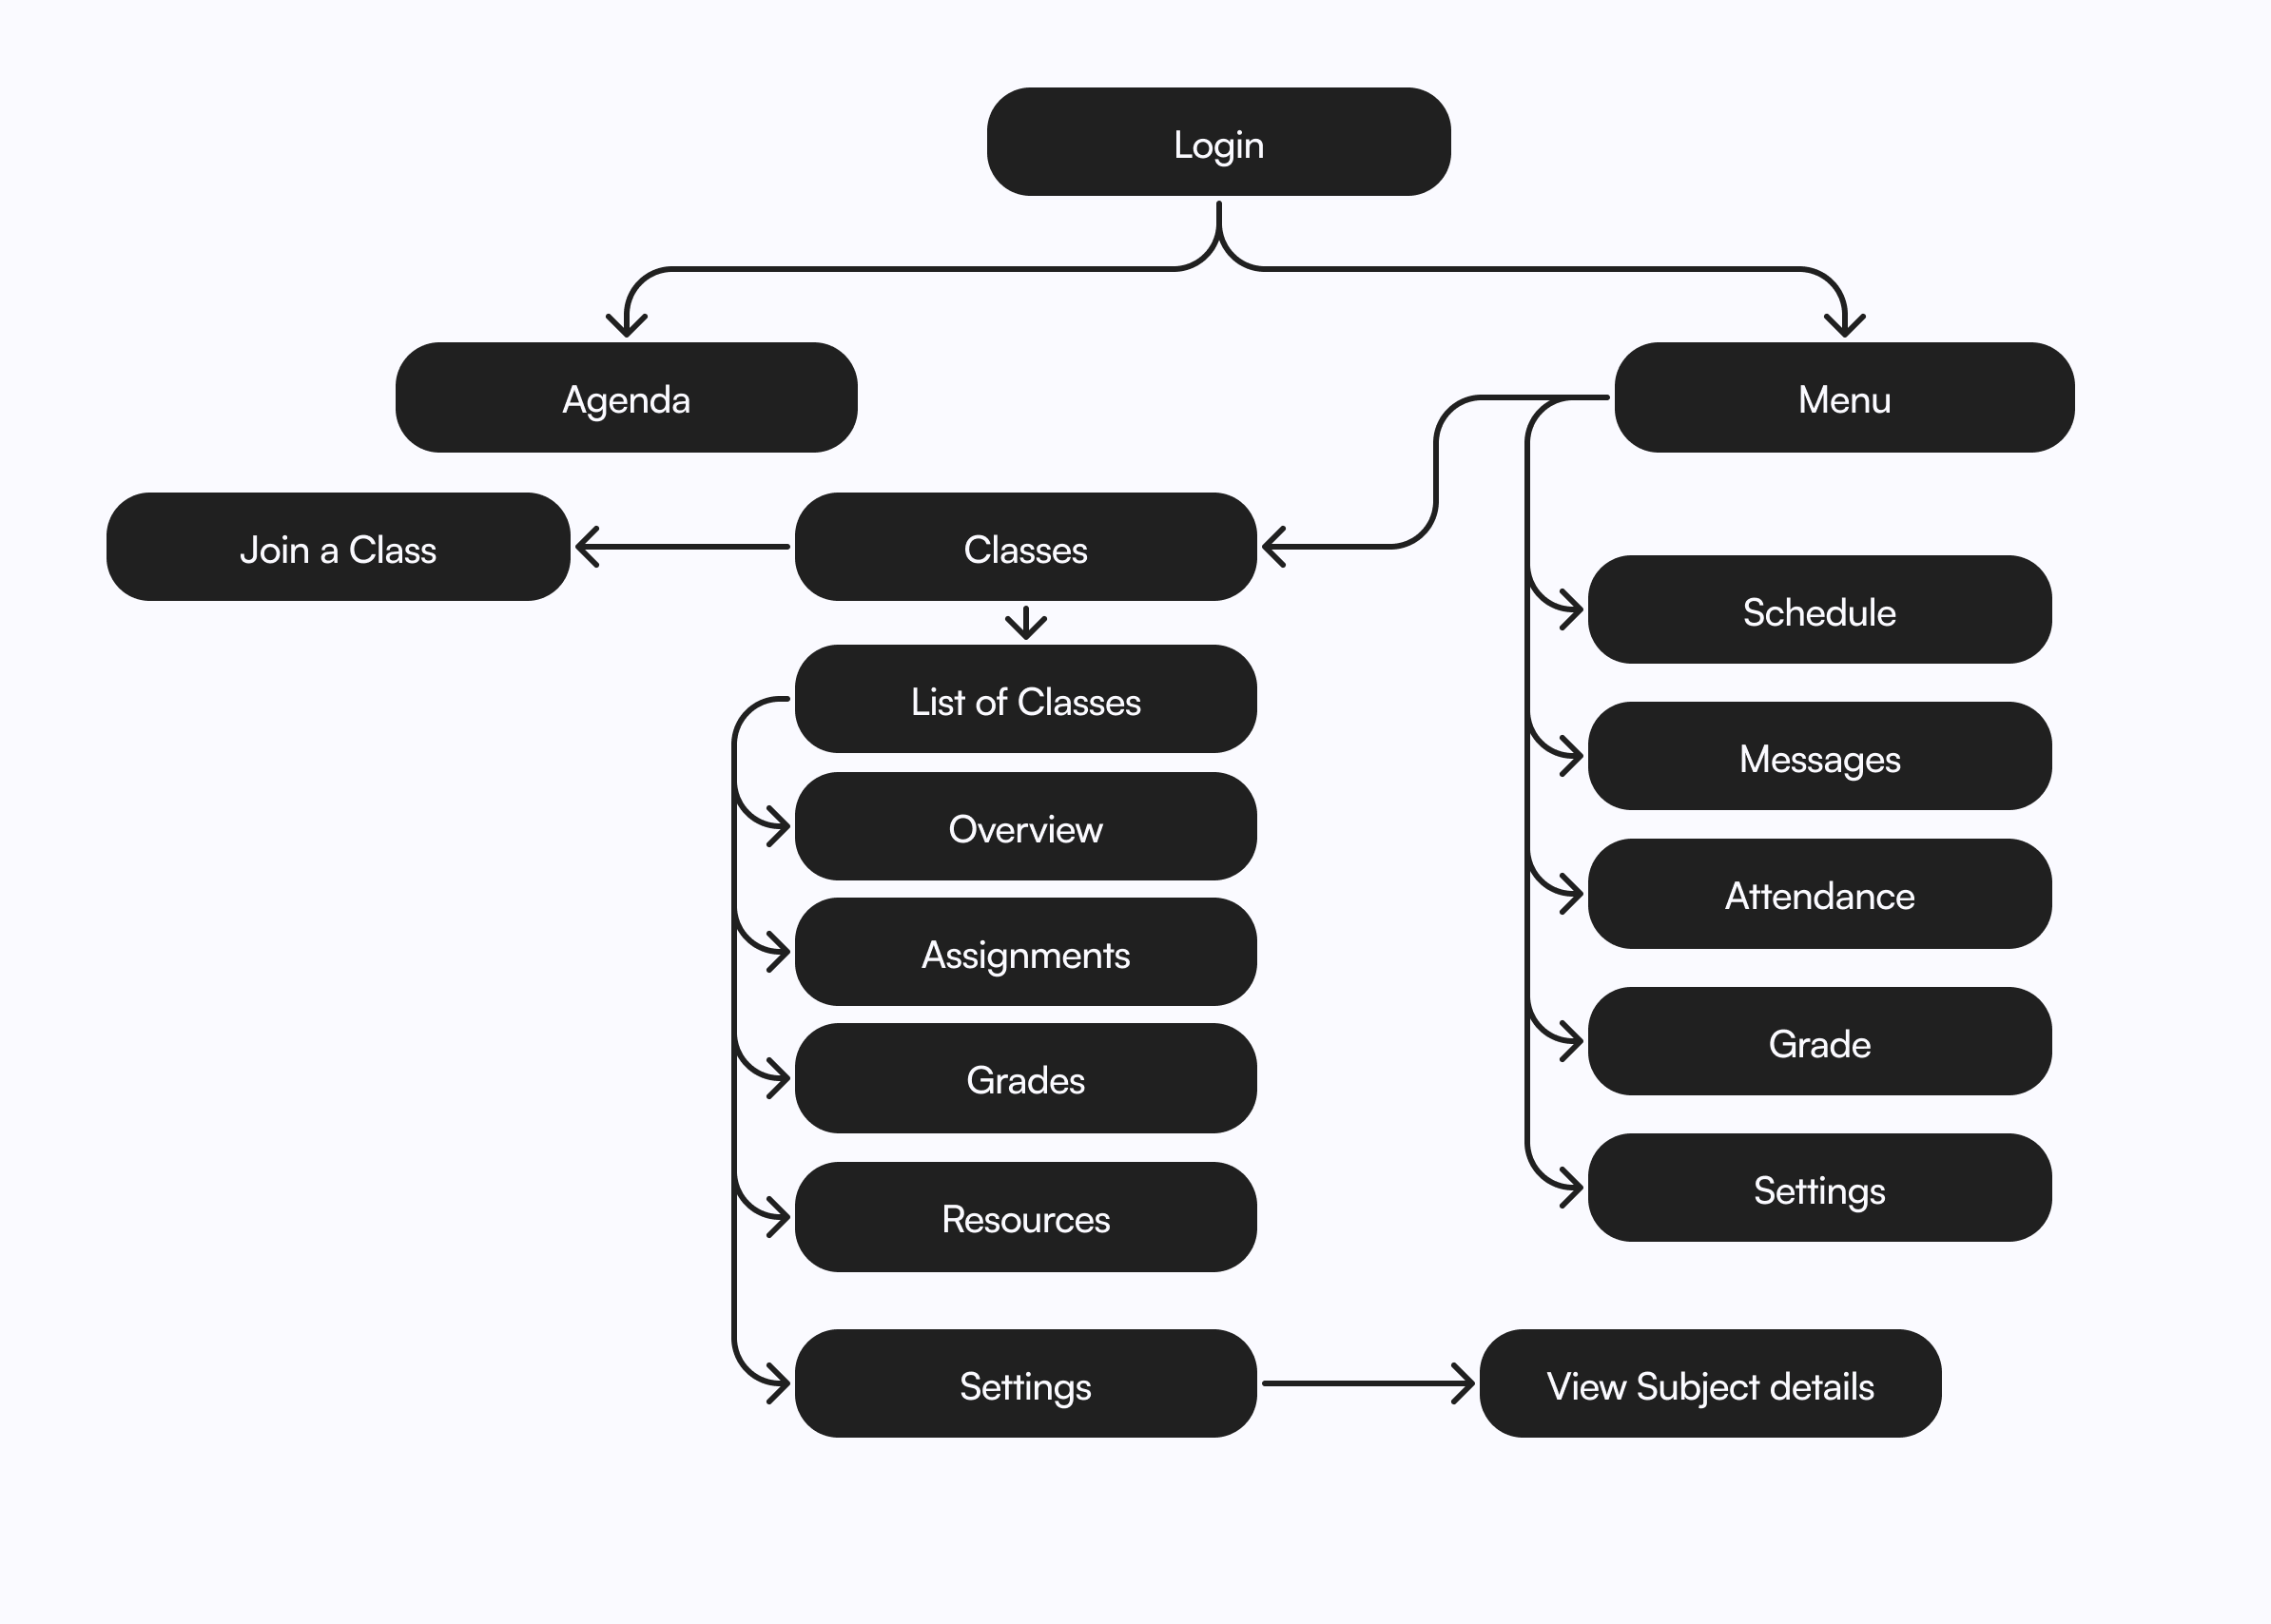 Login
Agenda
Menu
Join a Class
Classes
List of Classes
Overview
Assignments
Grades
Resources
Settings
View Subject details
Schedule
Messages
Attendance
Grade
Settings